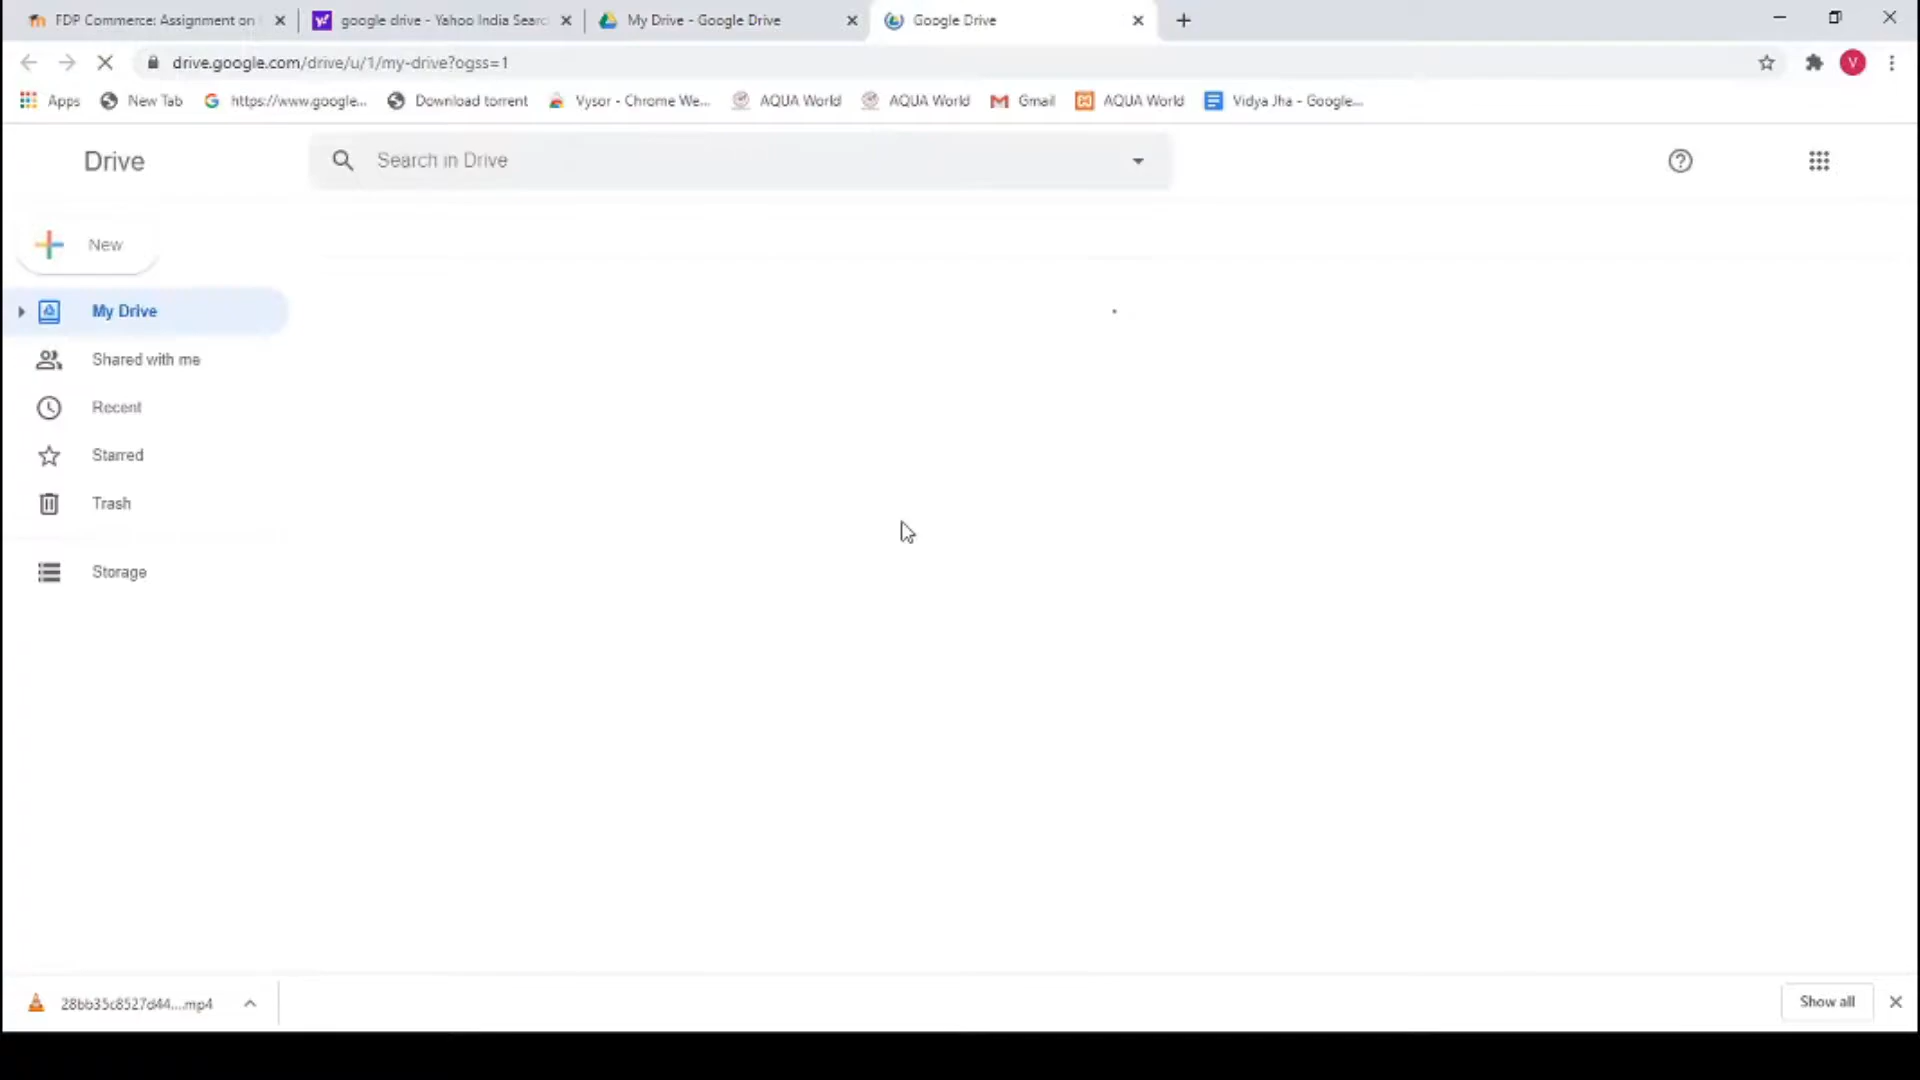 FDP Commerce: Assignment on
google drive - Yahoo India Searc
My Drive - Google Drive
Google Drive
drive.google.com/drive/u/1/my-drive?ogss=1
V
Apps
New Tab
https://www.google...
Download torrent
Vysor - Chrome We...
AQUA World
AQUA World
Gmail
AQUA World
Vidya Jha - Google...
Drive
Search in Drive
New
My Drive
Shared with me
Recent
Starred
Trash
Storage
28bb35c8527d44....mp4
Show all